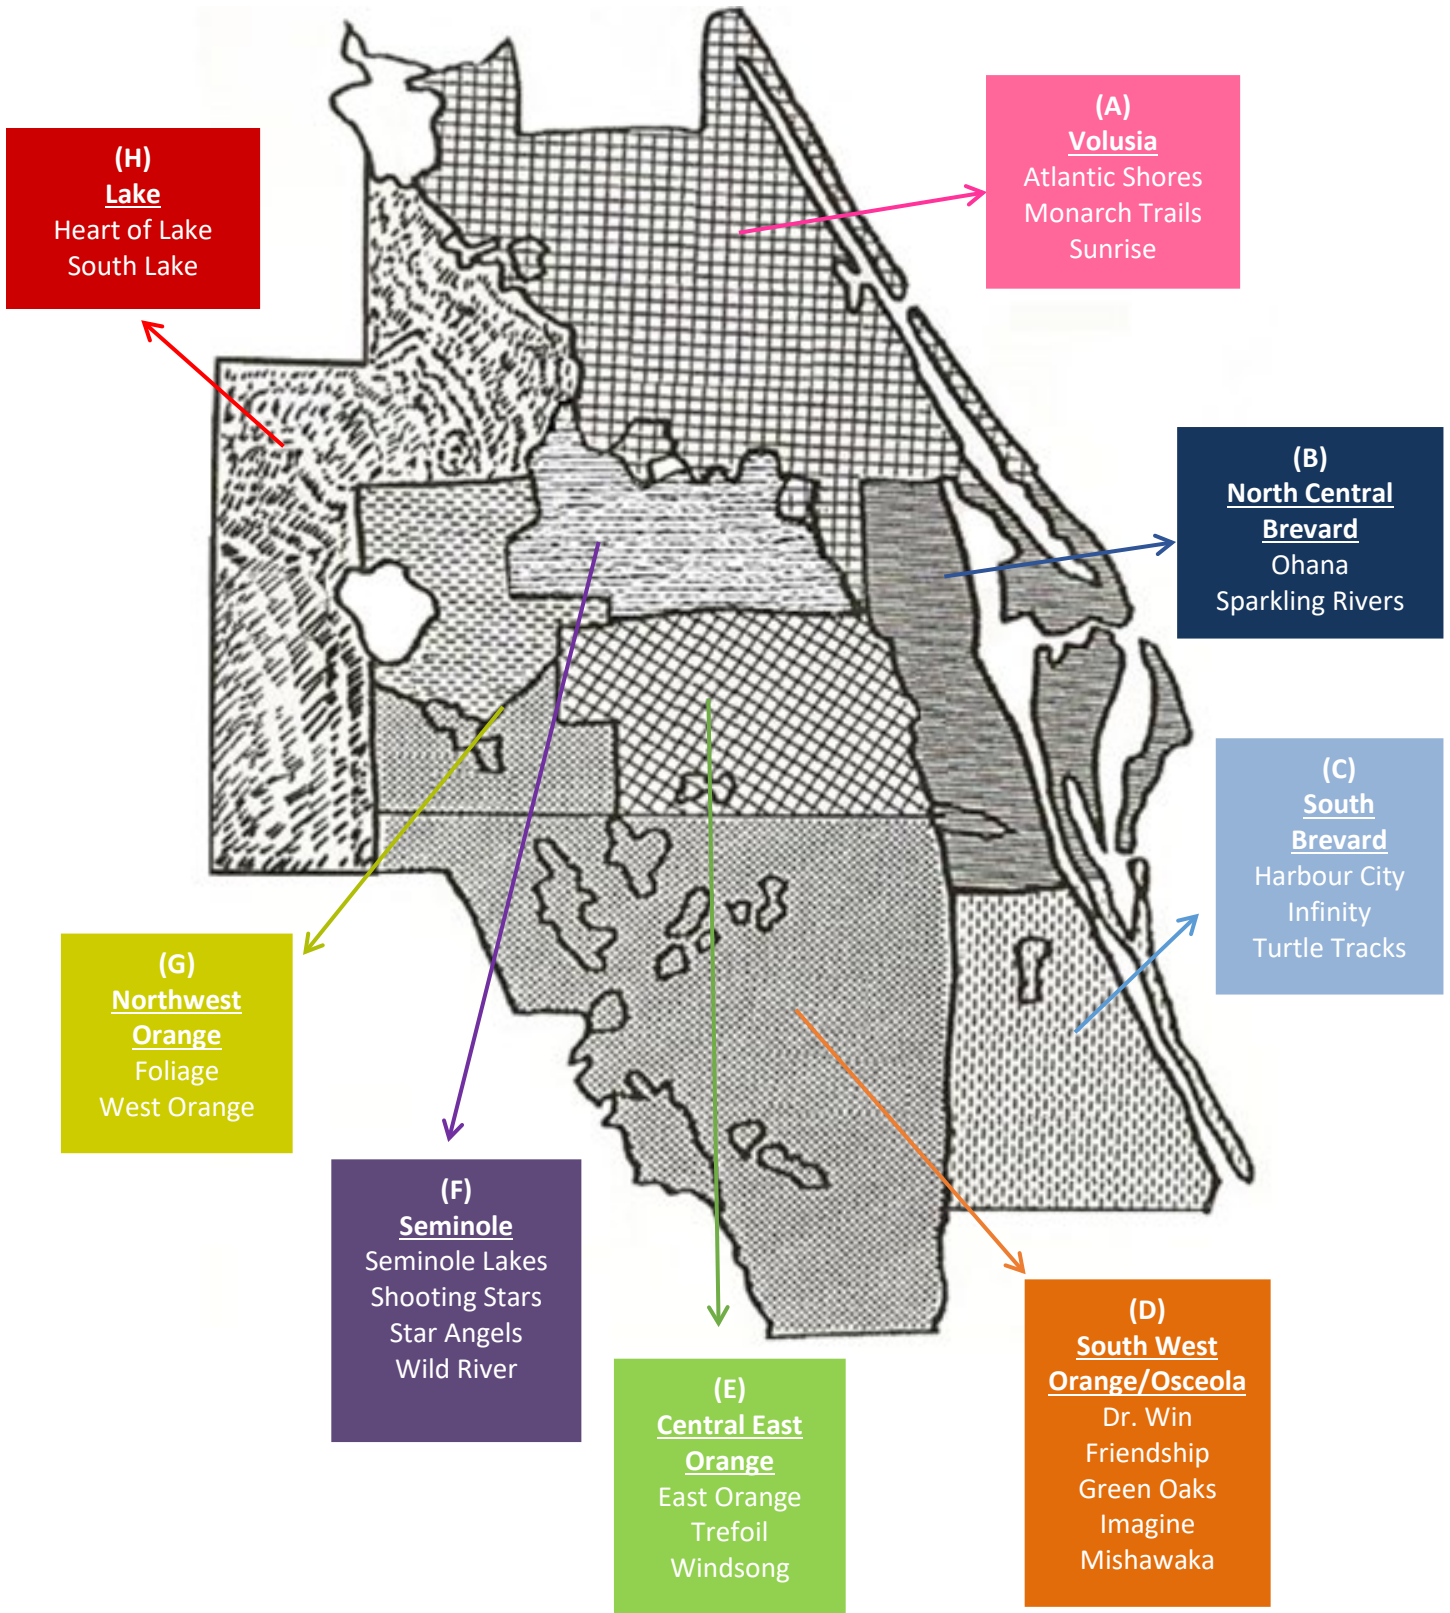 (A)
Volusia
Atlantic Shores
Monarch Trails
Sunrise
(H)
Lake
Heart of Lake
South Lake
(B)
North Central
Brevard
Ohana
Sparkling Rivers
(C)
South
Brevard
Harbour City
Infinity
Turtle Tracks
(G)
Northwest
Orange
Foliage
West Orange
(F)
Seminole
Seminole Lakes
Shooting Stars
Star Angels
Wild River
(E)
Central East
Orange
East Orange
Trefoil
Windsong
(D)
South West
Orange/Osceola
Dr. Win
Friendship
Green Oaks
Imagine
Mishawaka